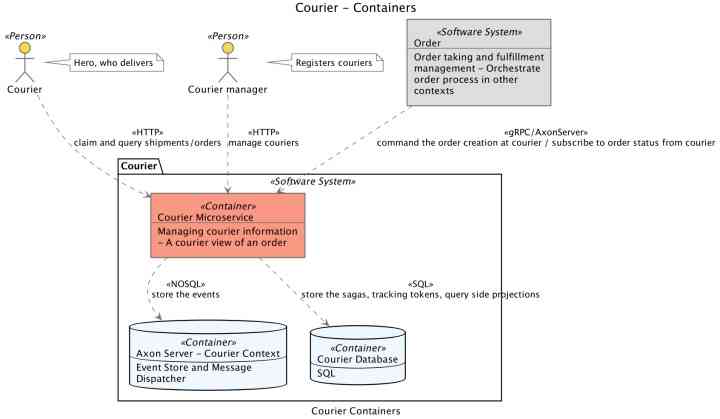 Courier – Containers
«Person»
Courier
Hero, who delivers
«Person»
Courier manager
Registers couriers
«Software System»
Order
Order taking and fulfillment
management – Orchestrate
order process in other
contexts
«HTTP»
claim and query shipments/orders
«HTTP»
manage couriers
«gRPC/AxonServer»
command the order creation at courier / subscribe to order status from courier
Courier
«Software System»
«Container»
Courier Microservice
Managing courier information
– A courier view of an order
«NOSQL»
store the events
«SQL»
store the sagas, tracking tokens, query side projections
«Container»
Axon Server – Courier Context
Event Store and Message
Dispatcher
«Container»
Courier Database
SQL
Courier Containers